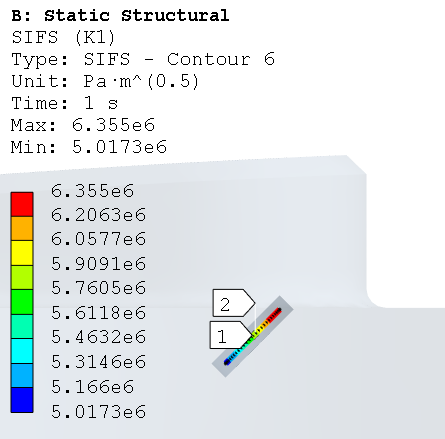 B: Static Structural
SIFS (K1)
Type: SIFS - Contour 6
Unit: Pa·m^(0.5)
Time: 1 s
Max: 6.355e6
Min: 5.0173e6
6.355e6
6.2063e6
6.0577e6
5.9091e6
5.7605e6
5.6118e6
5.4632e6
5.3146e6
5.166e6
5.0173e6
2
1